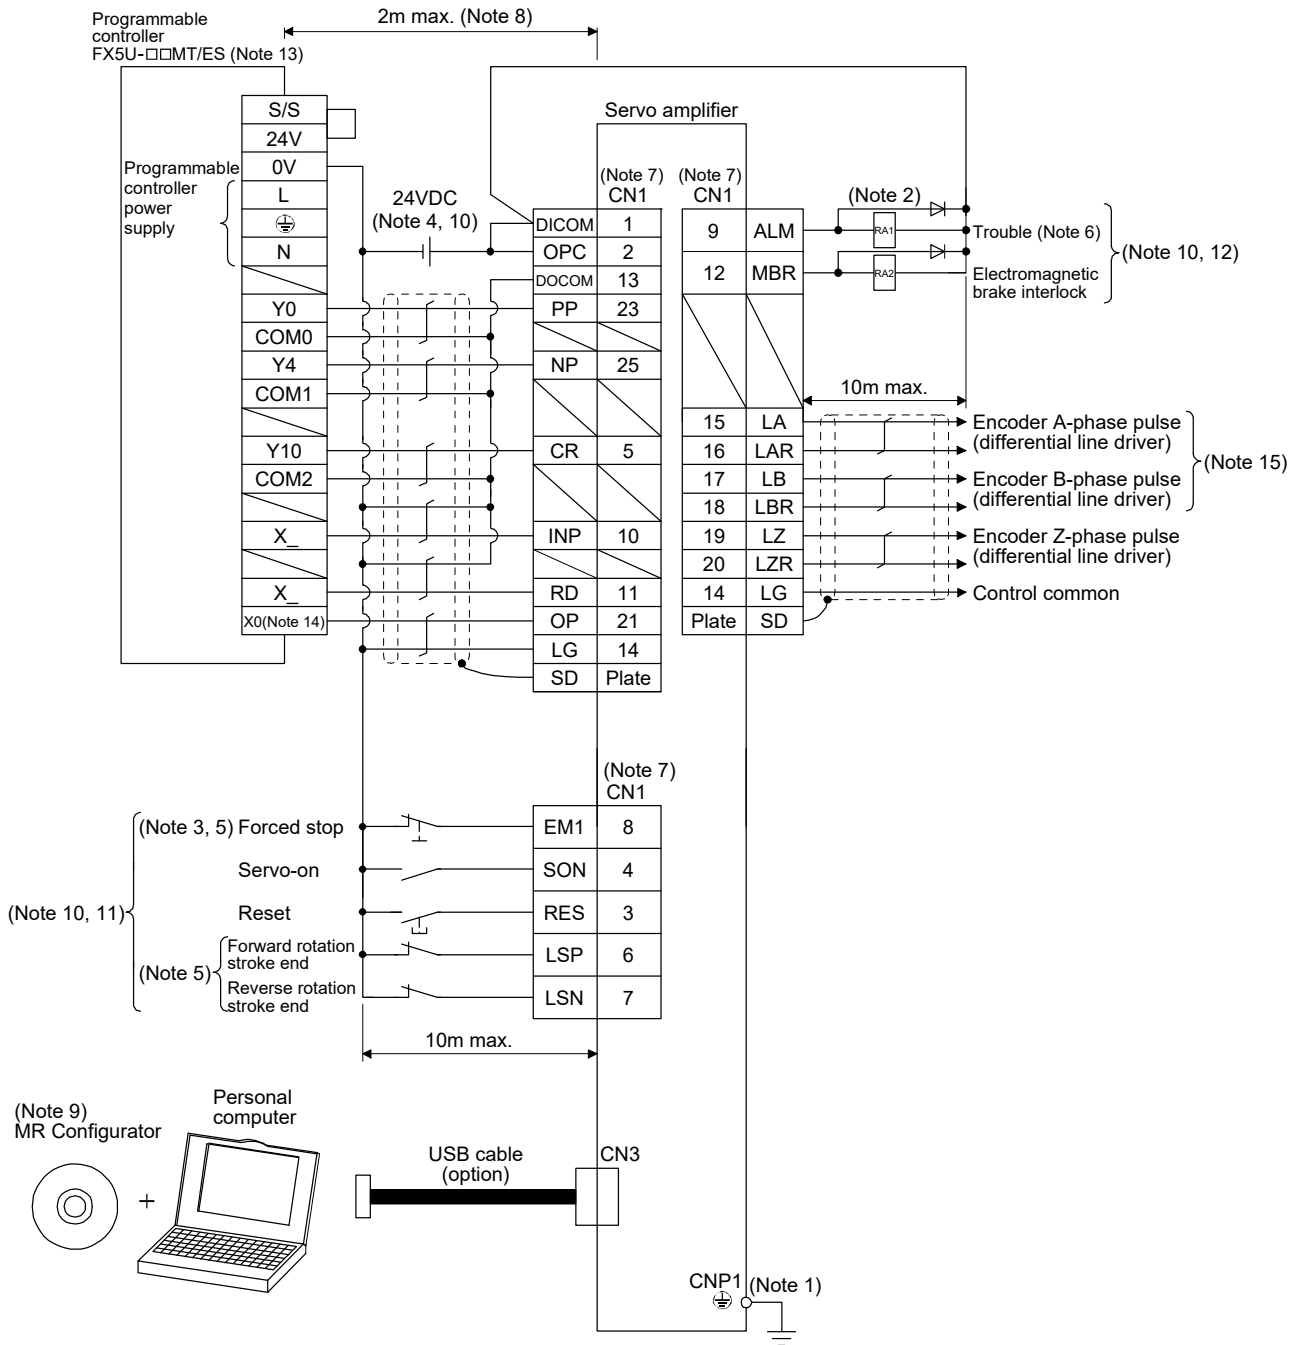 Programmable
controller
FX5U-□□MT/ES (Note 13)
2m max. (Note 8)
Servo amplifier
S/S
24V
0V
L
N
Y0
COM0
Y4
COM1
Y10
COM2
X_
X_
X0(Note 14)
Programmable
controller
power
supply
24VDC
(Note 4, 10)
(Note 7)
CN1
DICOM 1
OPC 2
DOCOM 13
PP 23
NP 25
CR 5
INP 10
RD 11
OP 21
LG 14
SD Plate
(Note 7)
CN1
9 ALM
12 MBR
15 LA
16 LAR
17 LB
18 LBR
19 LZ
20 LZR
14 LG
Plate SD
(Note 2)
RA1
RA2
Trouble (Note 6)
Electromagnetic
brake interlock
(Note 10, 12)
10m max.
Encoder A-phase pulse
(differential line driver)
Encoder B-phase pulse
(differential line driver)
(Note 15)
Encoder Z-phase pulse
(differential line driver)
Control common
(Note 7)
CN1
EM1 8
SON 4
RES 3
LSP 6
LSN 7
(Note 10, 11)
(Note 3, 5) Forced stop
Servo-on
Reset
(Note 5)
Forward rotation
stroke end
Reverse rotation
stroke end
10m max.
(Note 9)
MR Configurator
+
Personal
computer
USB cable
(option)
CN3
CNP1
(Note 1)